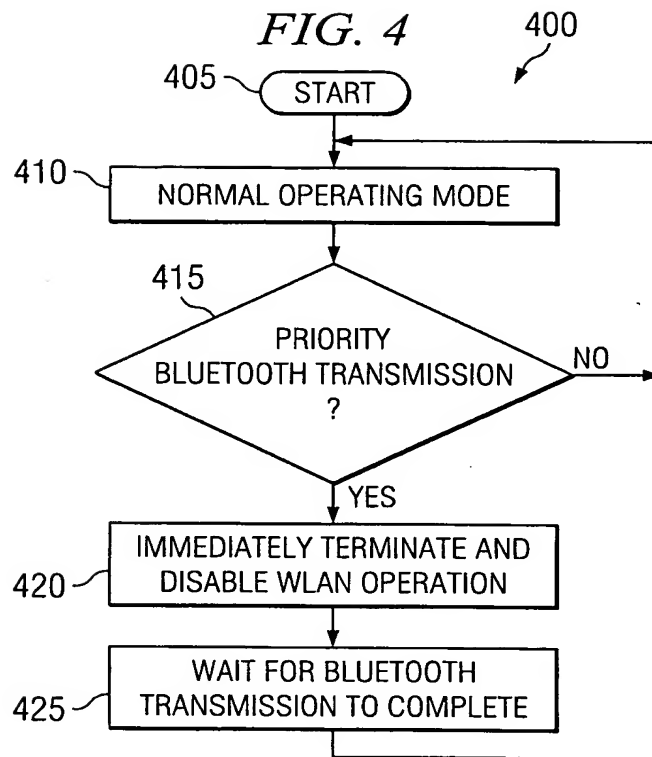 FIG. 4
400
405
START
410
NORMAL OPERATING MODE
415
PRIORITY
BLUETOOTH TRANSMISSION
?
NO
YES
IMMEDIATELY TERMINATE AND
DISABLE WLAN OPERATION
420
WAIT FOR BLUETOOTH
TRANSMISSION TO COMPLETE
425